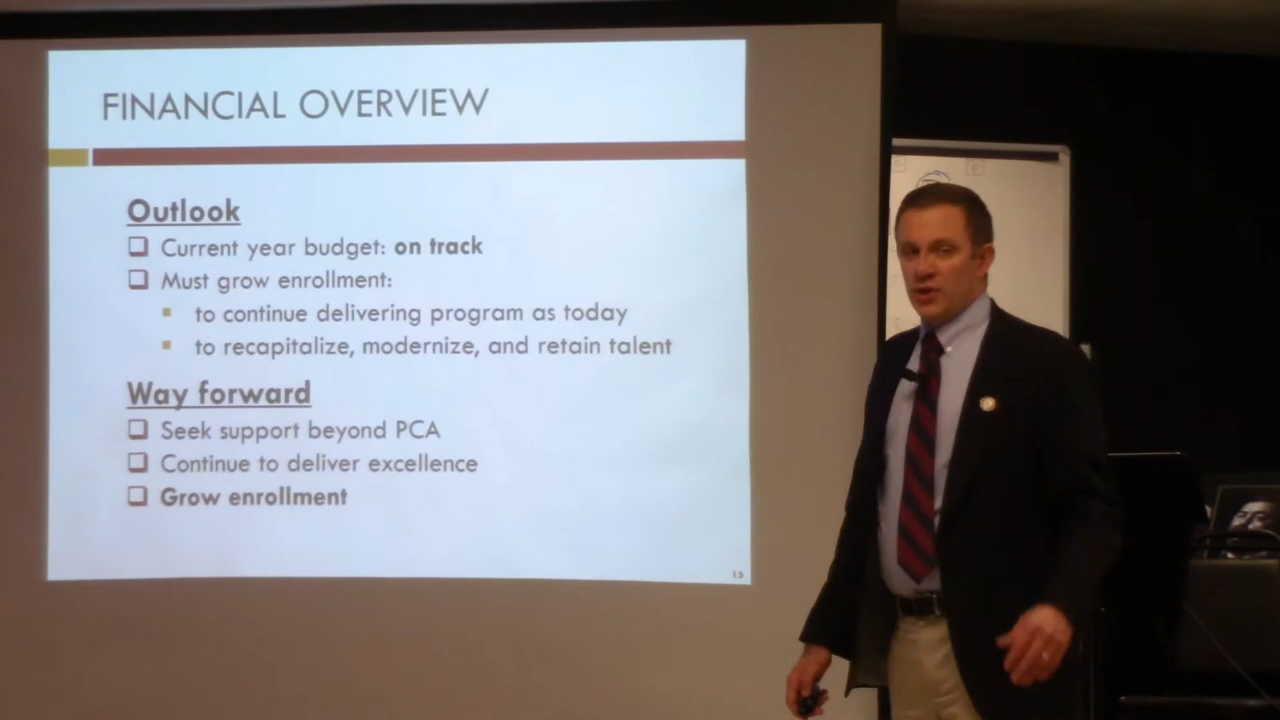 FINANCIAL OVERVIEW
Outlook
Current year budget: on track
Must grow enrollment:
to continue delivering program as today
to recapitalize, modernize, and retain talent
Way forward
Seek support beyond PCA
Continue to deliver excellence
Grow enrollment